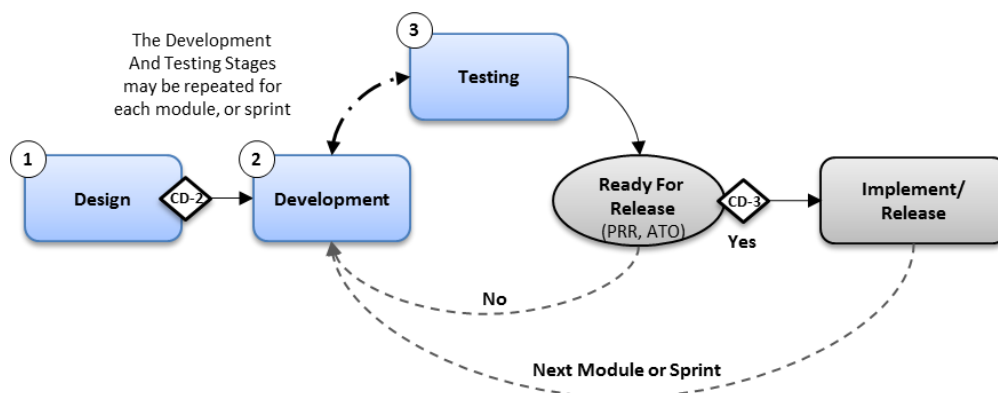 The Development
And Testing Stages
may be repeated for
each module, or sprint
3
Testing
1
Design
CD-2
2
Development
Ready For
Release
(PRR, ATO)
CD-3
Yes
Implement/
Release
No
Next Module or Sprint